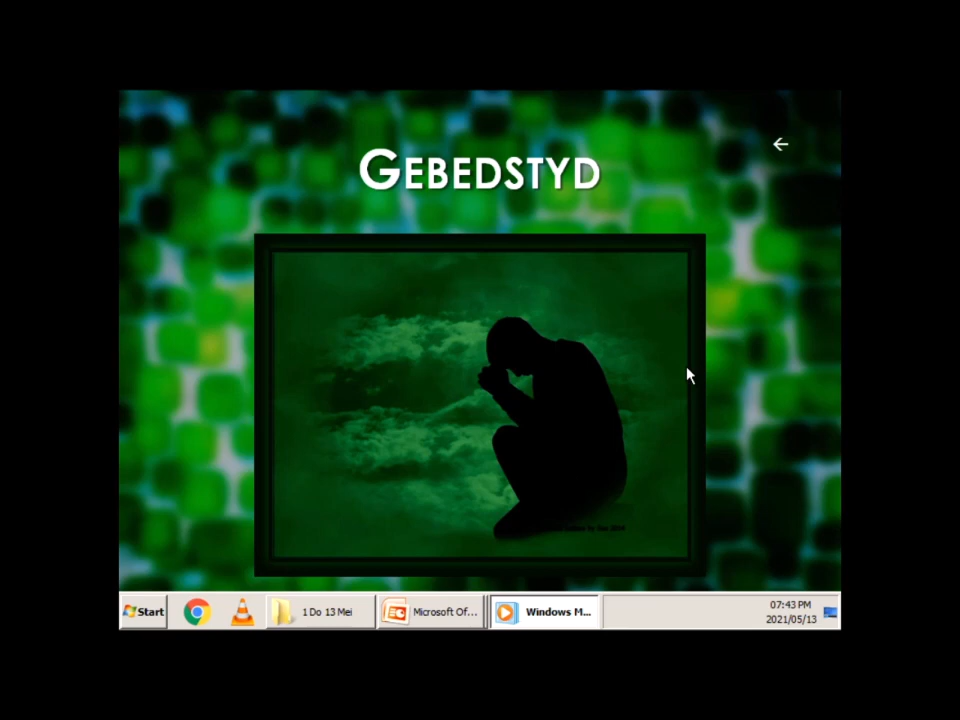 GEBEDSTYD
Start
1 Do 13 Mei
Microsoft Of...
Windows M...
07:43 PM
2021/05/13